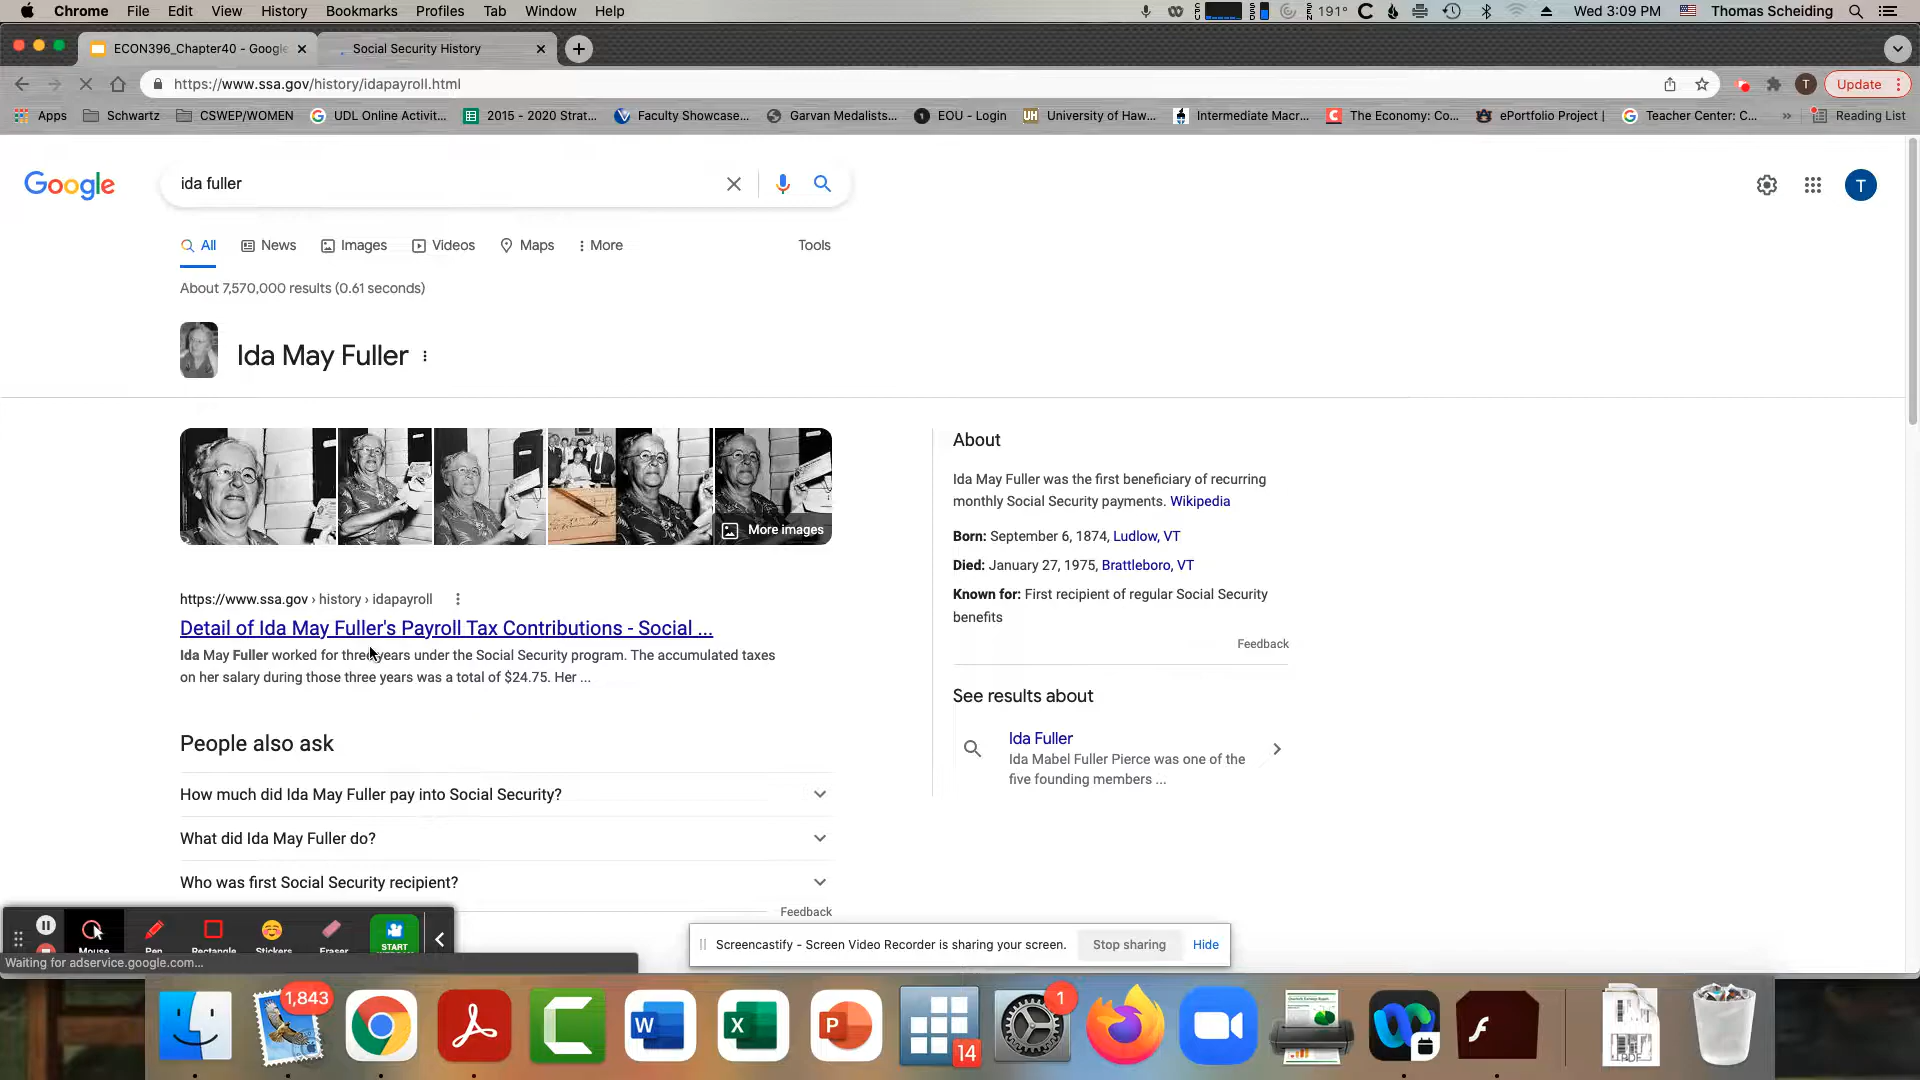 Chrome File Edit View History Bookmarks Profiles Tab Window Help
191° Wed 3:09 PM Thomas Scheiding
ECON396_Chapter40 - Google
Social Security History
https://www.ssa.gov/history/idapayroll.html
T
Update
Apps Schwartz CSWEP/WOMEN UDL Online Activit... 2015 - 2020 Strat... Faculty Showcase... Garvan Medalists... EOU - Login University of Haw... Intermediate Macr... The Economy: Co... ePortfolio Project | Teacher Center: C... » Reading List
Google
ida fuller
T
All News Images Videos Maps More Tools
About 7,570,000 results (0.61 seconds)
Ida May Fuller
More images
https://www.ssa.gov › history › idapayroll
Detail of Ida May Fuller's Payroll Tax Contributions - Social ...
Ida May Fuller worked for three years under the Social Security program. The accumulated taxes
on her salary during those three years was a total of $24.75. Her ...
People also ask
How much did Ida May Fuller pay into Social Security?
What did Ida May Fuller do?
Who was first Social Security recipient?
Feedback
About
Ida May Fuller was the first beneficiary of recurring
monthly Social Security payments. Wikipedia
Born: September 6, 1874, Ludlow, VT
Died: January 27, 1975, Brattleboro, VT
Known for: First recipient of regular Social Security
benefits
Feedback
See results about
Ida Fuller
Ida Mabel Fuller Pierce was one of the
five founding members ...
Mouse Pen Rectangle Stickers Eraser START
Waiting for adservice.google.com...
Screencastify - Screen Video Recorder is sharing your screen. Stop sharing Hide
1,843
W
X
P
14
1
PDF